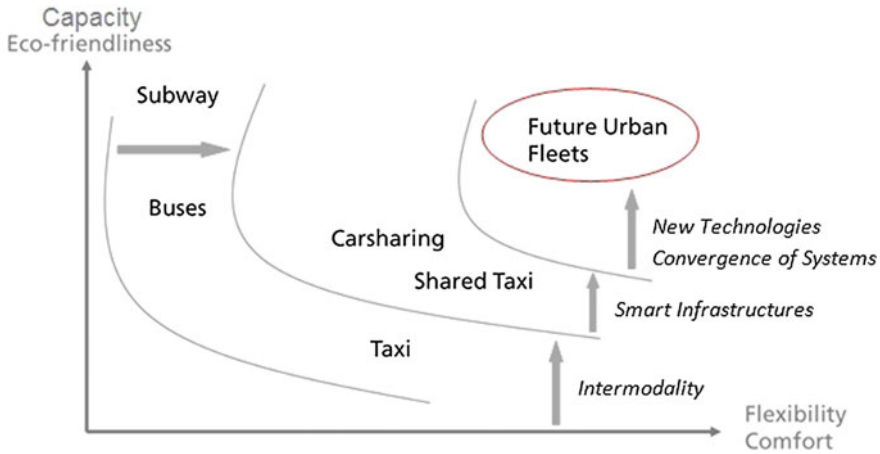 Capacity
Eco-friendliness
Subway
Future Urban
Fleets
Buses
New Technologies
Carsharing
Convergence of Systems
Shared Taxi
Smart Infrastructures
Taxi
Intermodality
Flexibility
Comfort